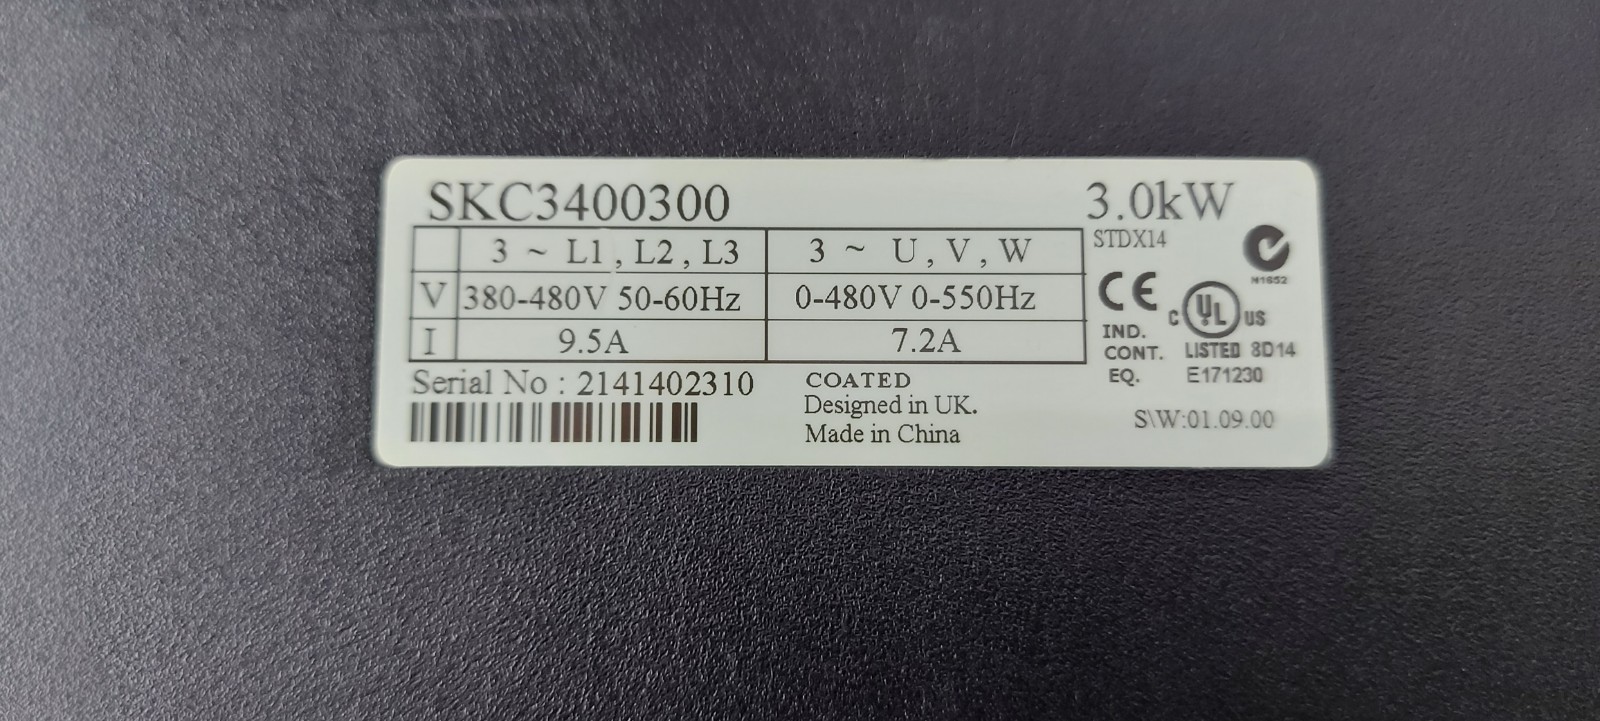 SKC3400300 3.0kW
STDX14
3 ~ L1 , L2 , L3 3 ~ U , V , W
N1652
V 380-480V 50-60Hz 0-480V 0-550Hz
CE
C UL US
I 9.5A 7.2A
IND.
CONT. LISTED 8D14
EQ. E171230
Serial No : 2141402310
COATED
Designed in UK.
Made in China
S\W:01.09.00